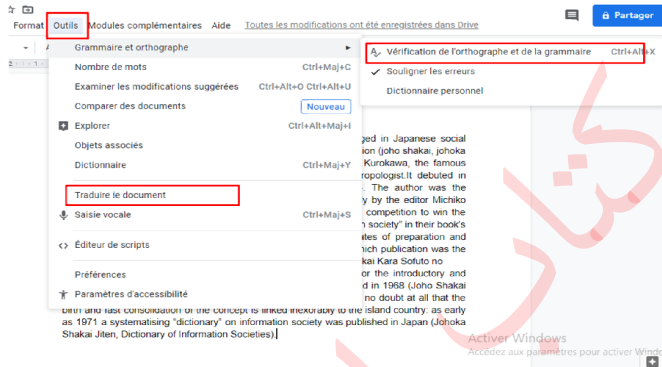 Format Outils Modules complémentaires Aide Toutes les modifications ont été enregistrées dans Drive
Partager
Grammaire et orthographe
Vérification de l'orthographe et de la grammaire Ctrl+Alt+X
Nombre de mots Ctrl+Maj+C
Souligner les erreurs
Examiner les modifications suggérées Ctrl+Alt+O Ctrl+Alt+U
Dictionnaire personnel
Comparer des documents Nouveau
Explorer Ctrl+Alt+Maj+I
Objets associés
Dictionnaire Ctrl+Maj+Y
Traduire le document
Saisie vocale Ctrl+Maj+S
Éditeur de scripts
Préférences
Paramètres d'accessibilité
ged in Japanese social
ion (joho shakai, johoka
Kurokawa, the famous
ropologist.It debuted in
. The author was the
y by the editor Michiko
competition to win the
n society" in their book's
ates of preparation and
hich publication was the
kai Kara Sofuto no
or the introductory and
d in 1968 (Joho Shakai
no doubt at all that the
birth and fast consolidation of the concept is linked inexorably to the island country: as early
as 1971 a systematising "dictionary" on information society was published in Japan (Johoka
Shakai Jiten, Dictionary of Information Societies).
Activer Windows
Accédez aux paramètres pour activer Windo